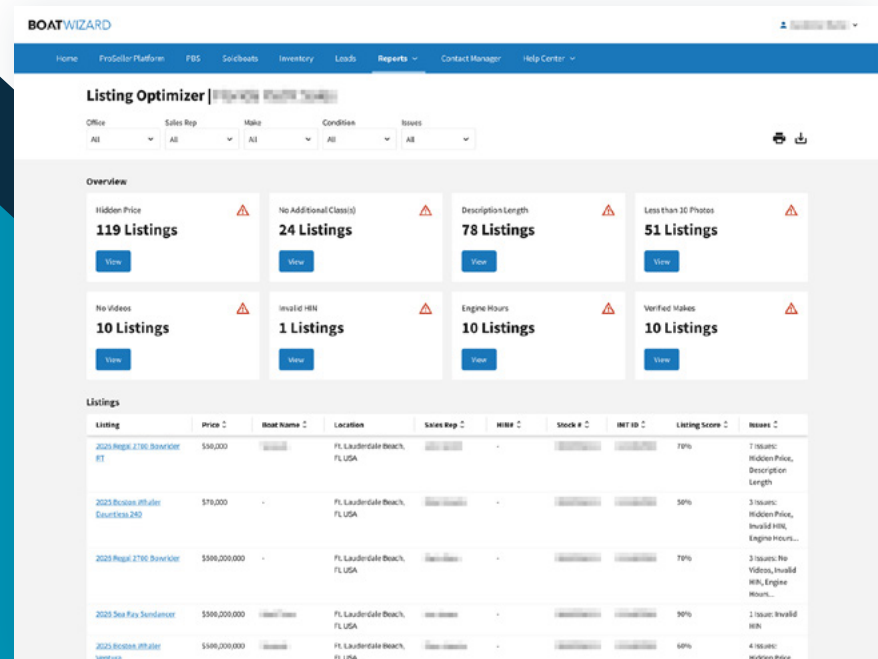 BOATWIZARD
Home ProSeller Platform PBS Soldboats Inventory Leads Reports Contact Manager Help Center
Listing Optimizer |
Office Sales Rep Make Condition Issues
All All All All All
Overview
Hidden Price No Additional Class(s) Description Length Less than 10 Photos
119 Listings 24 Listings 78 Listings 51 Listings
View View View View
No Videos Invalid HIN Engine Hours Verified Makes
10 Listings 1 Listings 10 Listings 10 Listings
View View View View
Listings
Listing Price Boat Name Location Sales Rep HIN# Stock # IMT ID Listing Score Issues
2025 Regal 2700 Bowrider $50,000 Ft. Lauderdale Beach, - 70% 7 Issues:
RT FL USA Hidden Price,
Description
Length
2025 Boston Whaler $70,000 - Ft. Lauderdale Beach, - 50% 3 Issues:
Dauntless 240 FL USA Hidden Price,
Invalid HIN,
Engine Hours...
2025 Regal 2700 Bowrider $500,000,000 - Ft. Lauderdale Beach, - 70% 3 Issues: No
FL USA Videos, Invalid
HIN, Engine
Hours...
2025 Sea Ray Sundancer $500,000,000 Ft. Lauderdale Beach, - 90% 1 Issue: Invalid
FL USA HIN
2025 Boston Whaler $500,000,000 Ft. Lauderdale Beach, - 60% 4 Issues:
Ventura FL USA Hidden Price